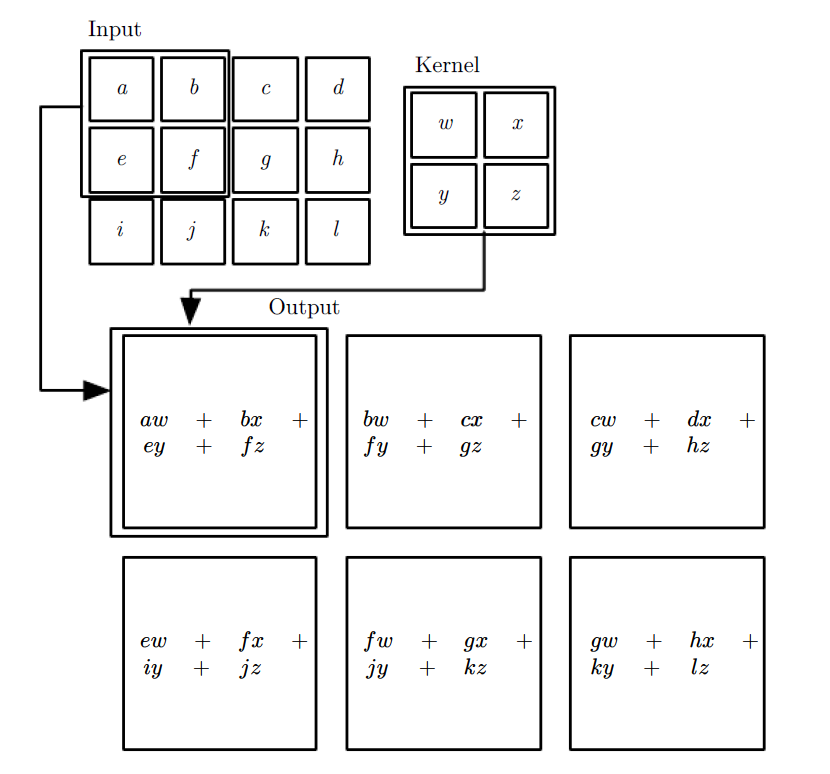 Input
a b c d
e f g h
i j k l
Kernel
w x
y z
Output
aw + bx +
ey + fz
bw + cx +
fy + gz
cw + dx +
gy + hz
ew + fx +
iy + jz
fw + gx +
jy + kz
gw + hx +
ky + lz